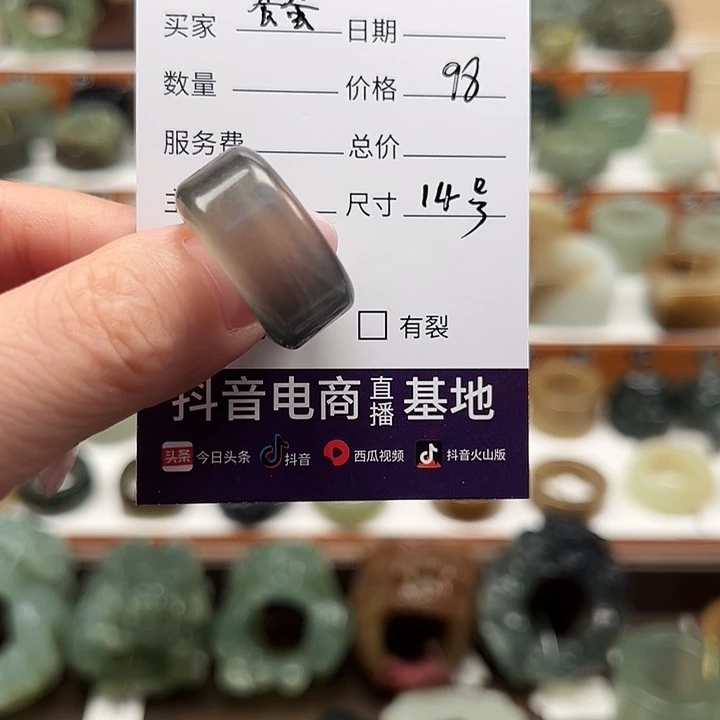 买家 日期
数量 价格 98
服务费 总价
尺寸 14号
有裂
抖音电商直播基地
头条 今日头条 抖音 西瓜视频 抖音火山版